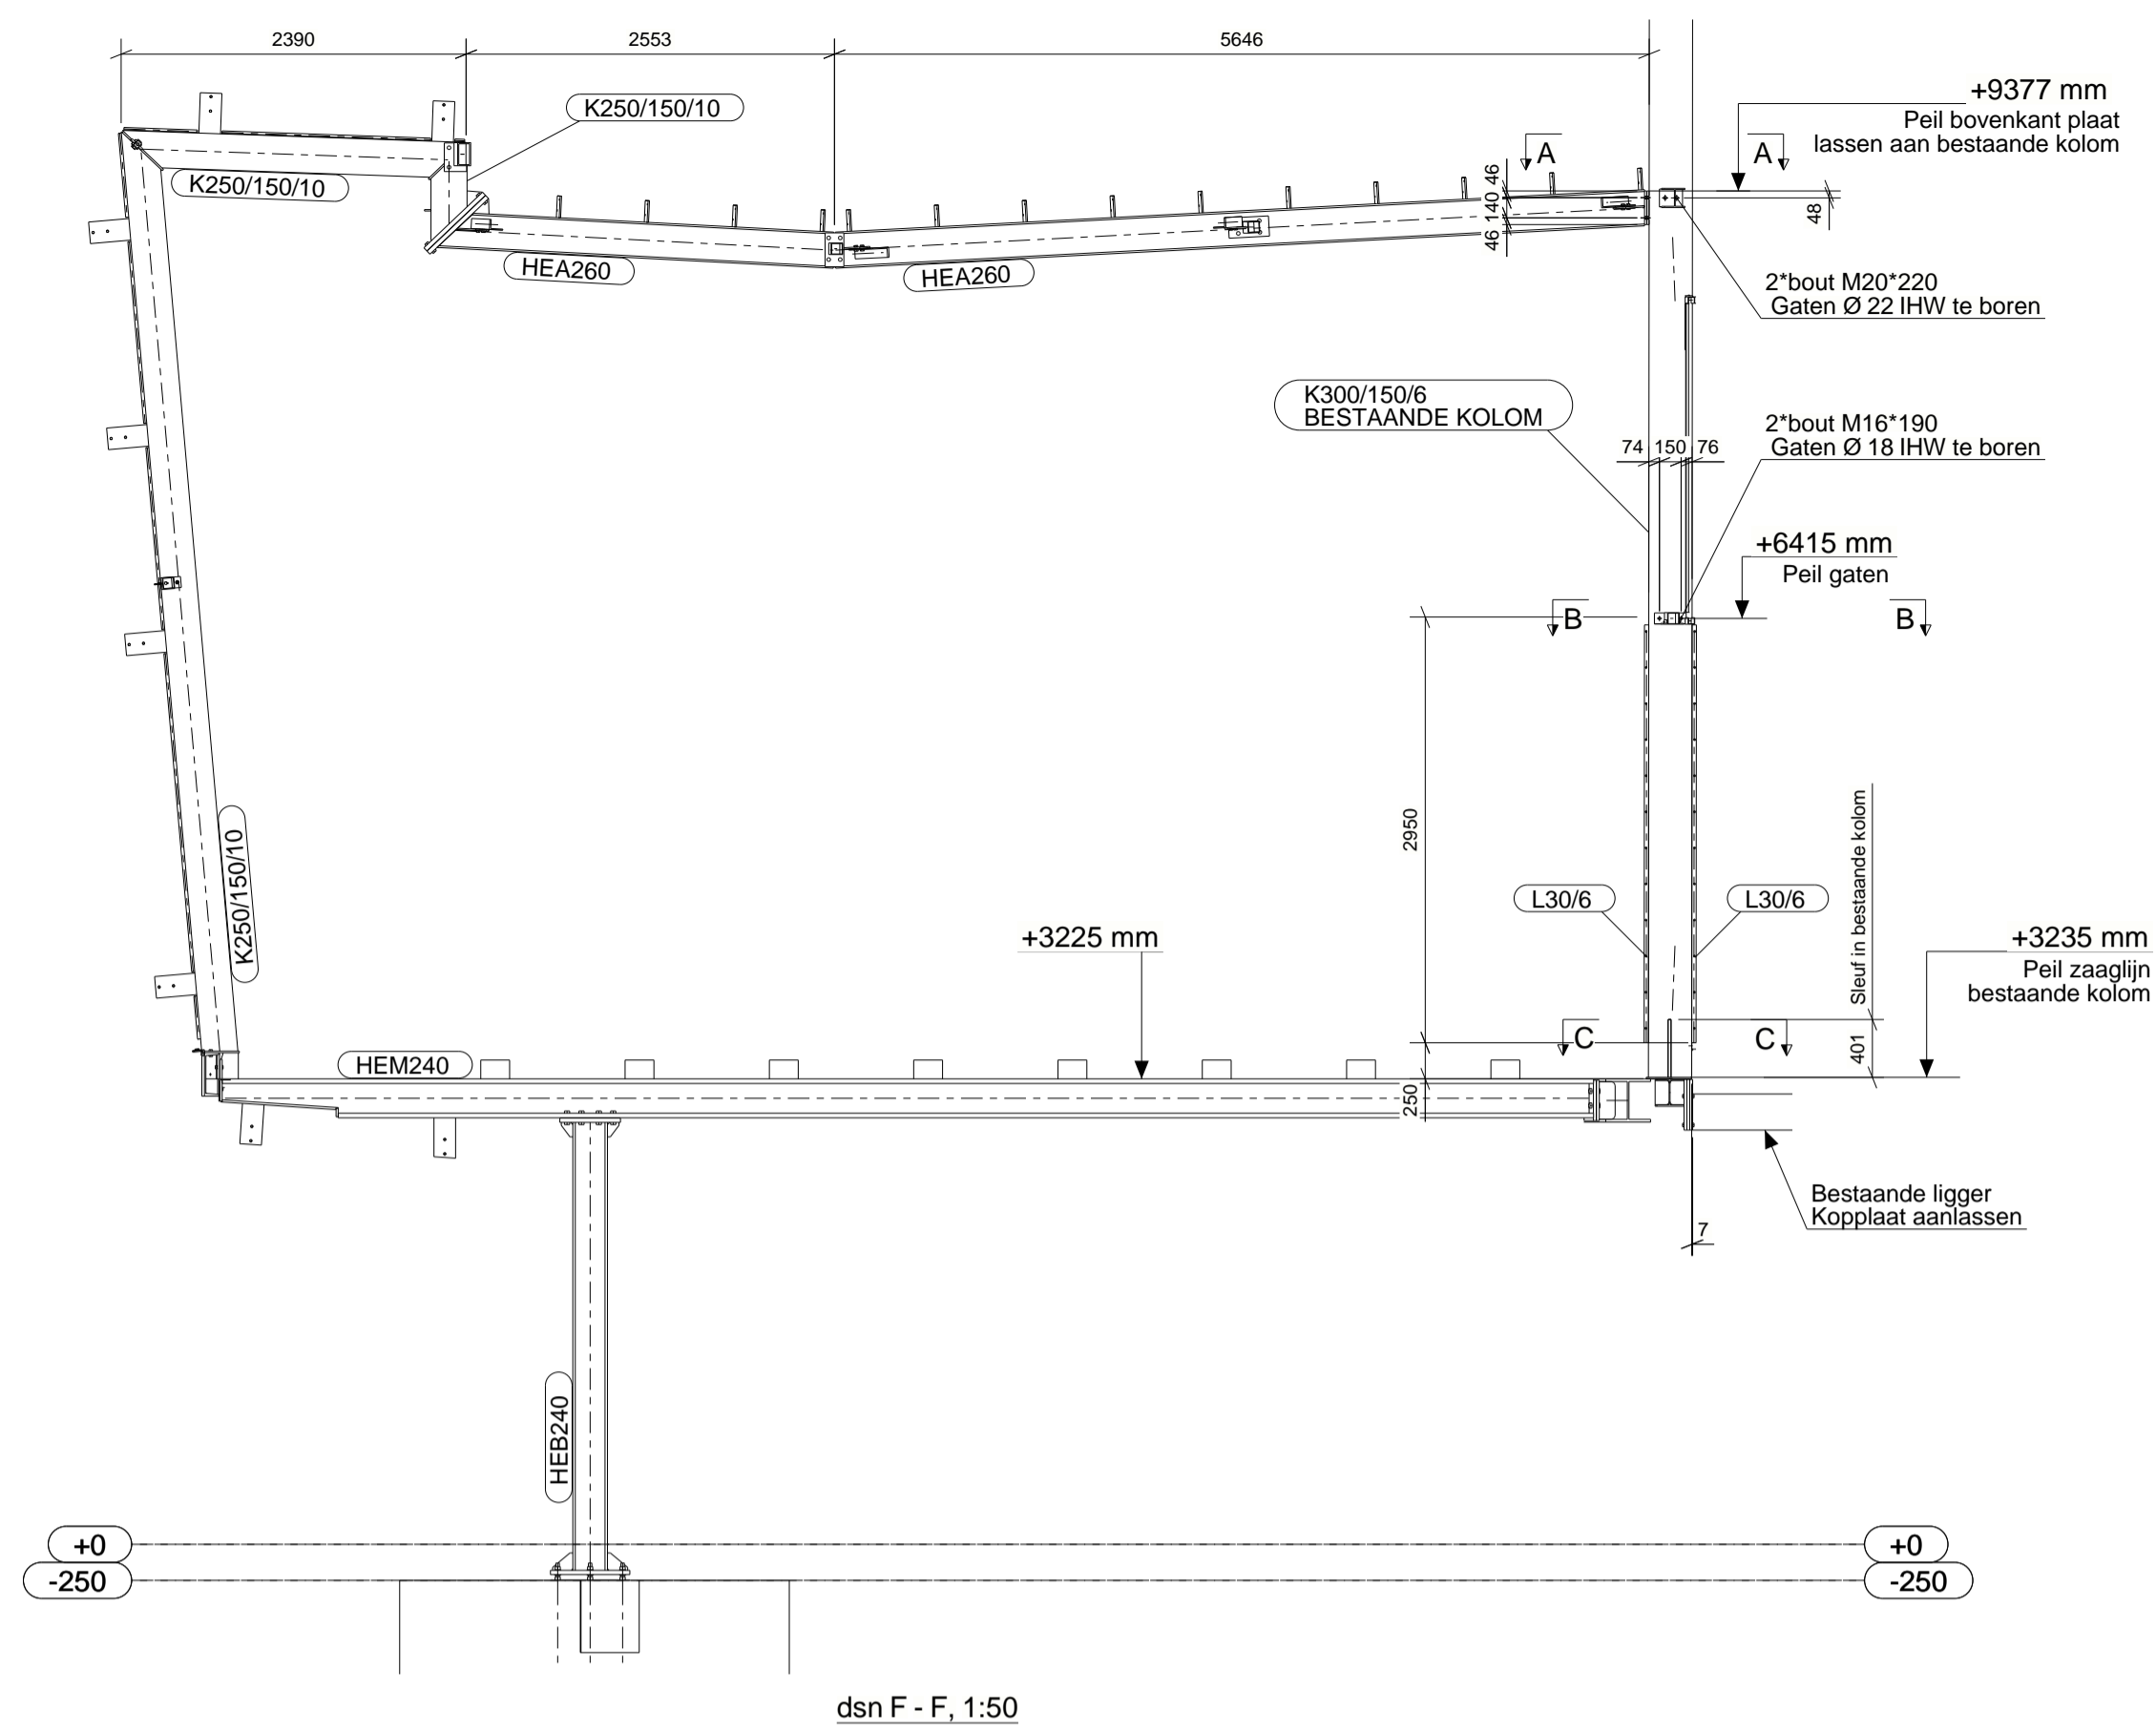 2390
2553
5646
K250/150/10
+9377 mm
Peil bovenkant plaat
lassen aan bestaande kolom
A
A
K250/150/10
46
140
46
48
HEA260
HEA260
2*bout M20*220
Gaten Ø 22 IHW te boren
K300/150/6
BESTAANDE KOLOM
2*bout M16*190
Gaten Ø 18 IHW te boren
74
150
76
+6415 mm
Peil gaten
B
B
2950
K250/150/10
Sleuf in bestaande kolom
L30/6
L30/6
+3225 mm
+3235 mm
Peil zaaglijn
bestaande kolom
C
C
401
HEM240
250
Bestaande ligger
Kopplaat aanlassen
7
HEB240
+0
+0
-250
-250
dsn F - F, 1:50